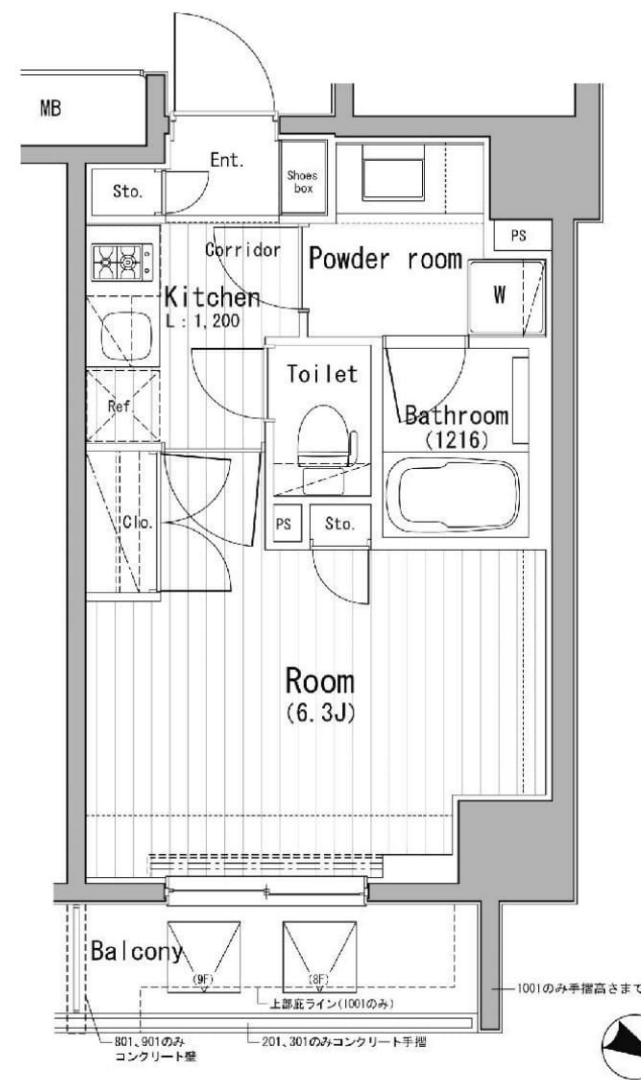 MB
Ent.
Sto.
Shoes
box
PS
Corridor
Powder room
W
Kitchen
L : 1,200
Toilet
Bathroom
(1216)
Ref.
Clo.
PS
Sto.
Room
(6.3J)
Balcony
(9F)
(8F)
1001のみ手摺高さまで
上部庇ライン(1001のみ)
801、901のみ
コンクリート壁
201、301のみコンクリート手摺